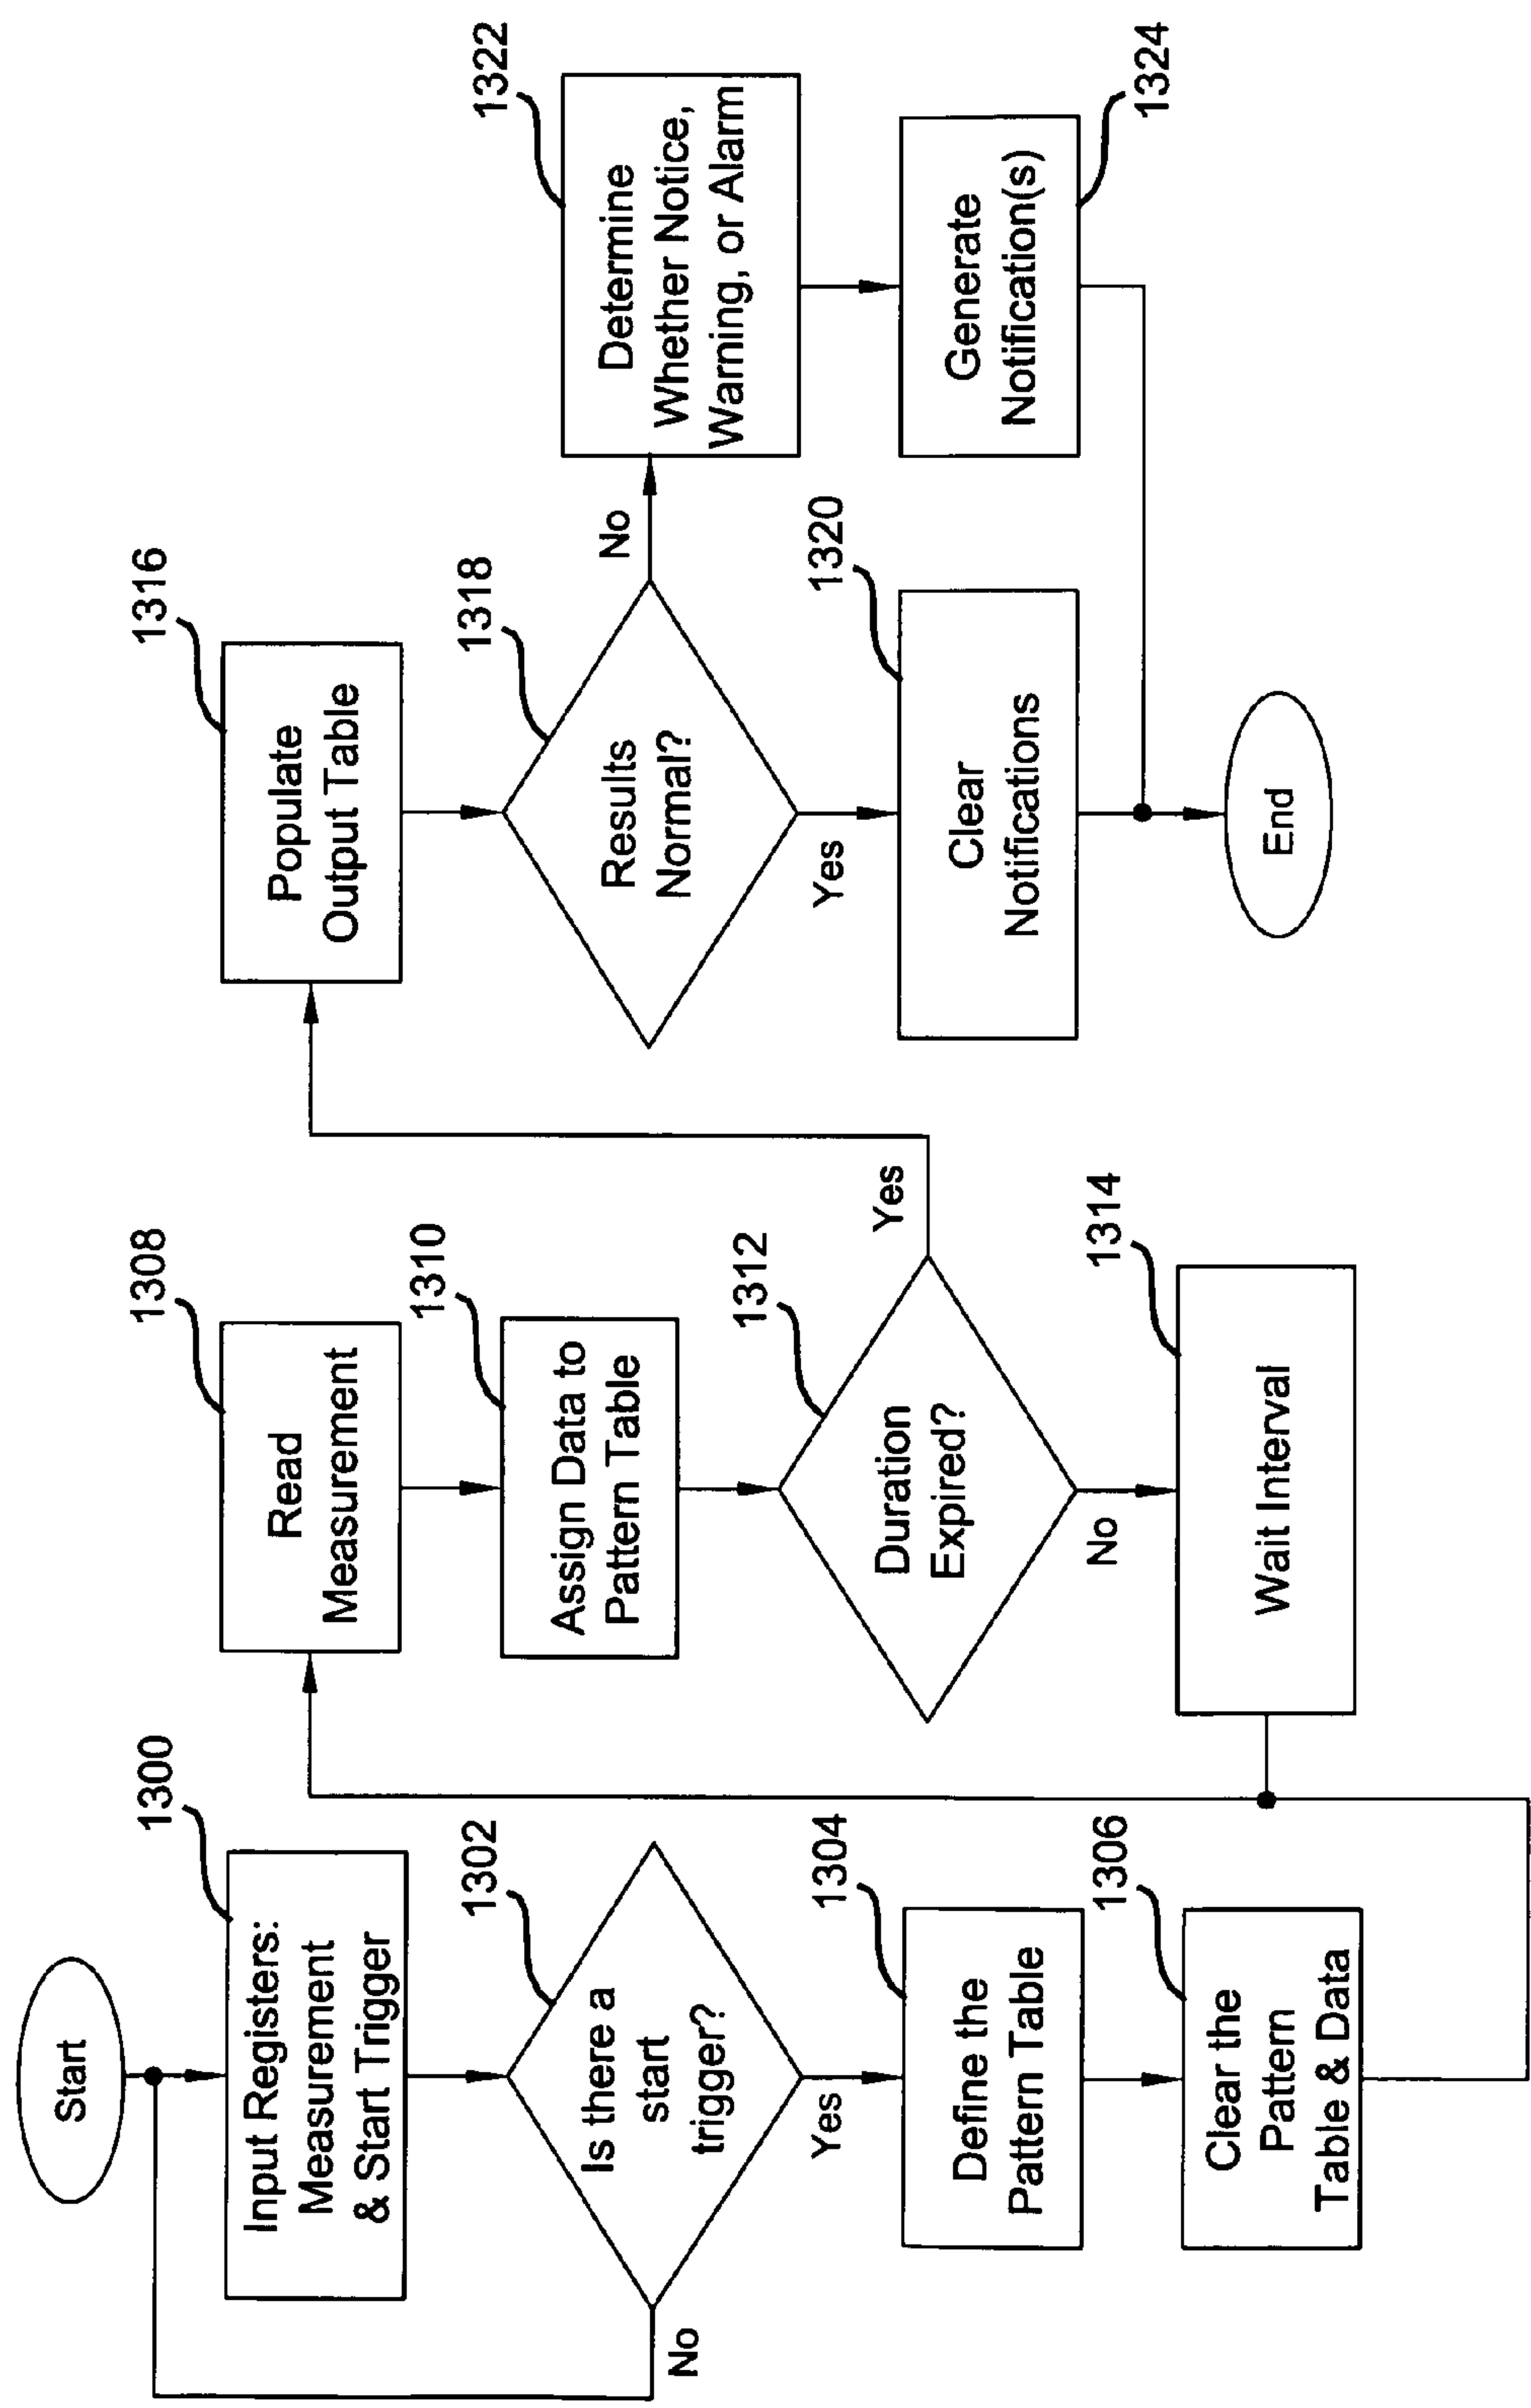 Start
1300
Input Registers:
Measurement
& Start Trigger
1302
Is there a
start
trigger?
No
Yes
1304
Define the
Pattern Table
1306
Clear the
Pattern
Table & Data
1308
Read
Measurement
1310
Assign Data to
Pattern Table
1312
Duration
Expired?
Yes
No
1314
Wait Interval
1316
Populate
Output Table
1318
Results
Normal?
No
Yes
1320
Clear
Notifications
End
1322
Determine
Whether Notice,
Warning, or Alarm
Generate
Notification(s)
1324